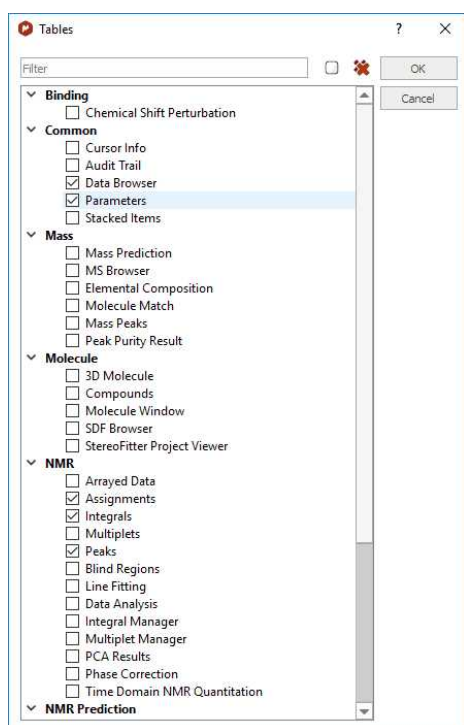 Tables
?
Filter
OK
Cancel
Binding
Chemical Shift Perturbation
Common
Cursor Info
Audit Trail
Data Browser
Parameters
Stacked Items
Mass
Mass Prediction
MS Browser
Elemental Composition
Molecule Match
Mass Peaks
Peak Purity Result
Molecule
3D Molecule
Compounds
Molecule Window
SDF Browser
StereoFitter Project Viewer
NMR
Arrayed Data
Assignments
Integrals
Multiplets
Peaks
Blind Regions
Line Fitting
Data Analysis
Integral Manager
Multiplet Manager
PCA Results
Phase Correction
Time Domain NMR Quantitation
NMR Prediction